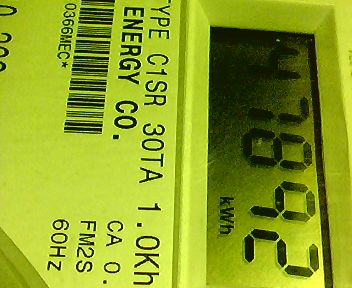 47892
kWh
TYPE C1SR 30TA 1.0Kh
ENERGY CO.
CA 0.
FM2S
60Hz
0366MEC*